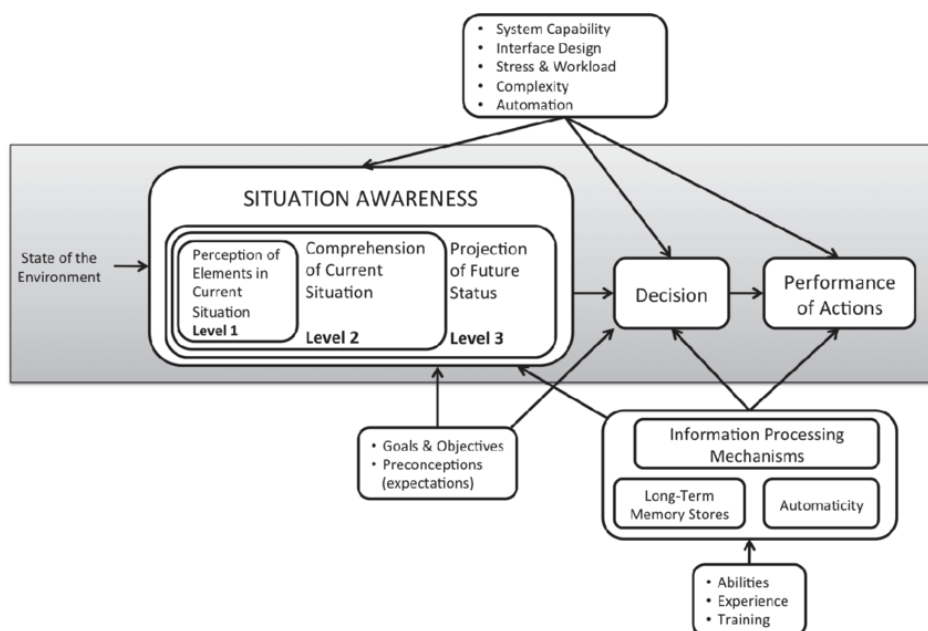 • System Capability
• Interface Design
• Stress & Workload
• Complexity
• Automation
SITUATION AWARENESS
State of the
Environment
Perception of
Elements in
Current
Situation
Level 1
Comprehension
of Current
Situation
Level 2
Projection
of Future
Status
Level 3
Decision
Performance
of Actions
• Goals & Objectives
• Preconceptions
(expectations)
Information Processing
Mechanisms
Long-Term
Memory Stores
Automaticity
• Abilities
• Experience
• Training